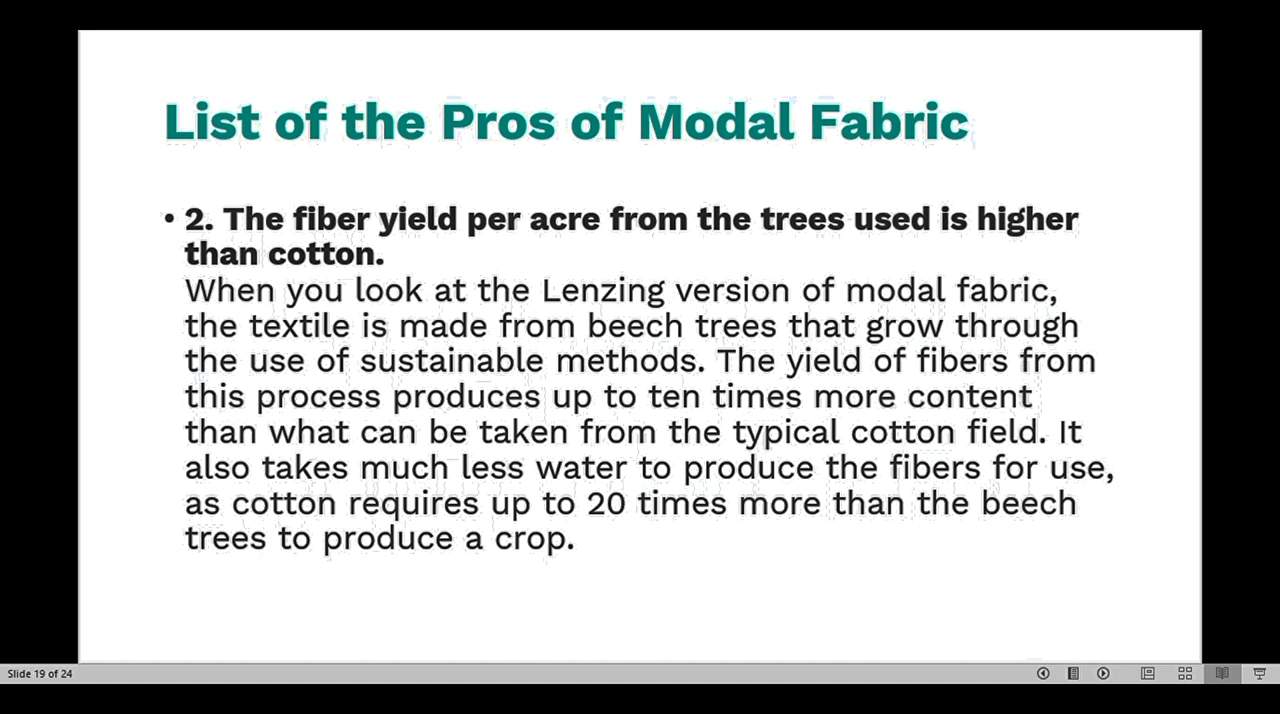 List of the Pros of Modal Fabric
• 2. The fiber yield per acre from the trees used is higher
than cotton.
When you look at the Lenzing version of modal fabric,
the textile is made from beech trees that grow through
the use of sustainable methods. The yield of fibers from
this process produces up to ten times more content
than what can be taken from the typical cotton field. It
also takes much less water to produce the fibers for use,
as cotton requires up to 20 times more than the beech
trees to produce a crop.
Slide 19 of 24